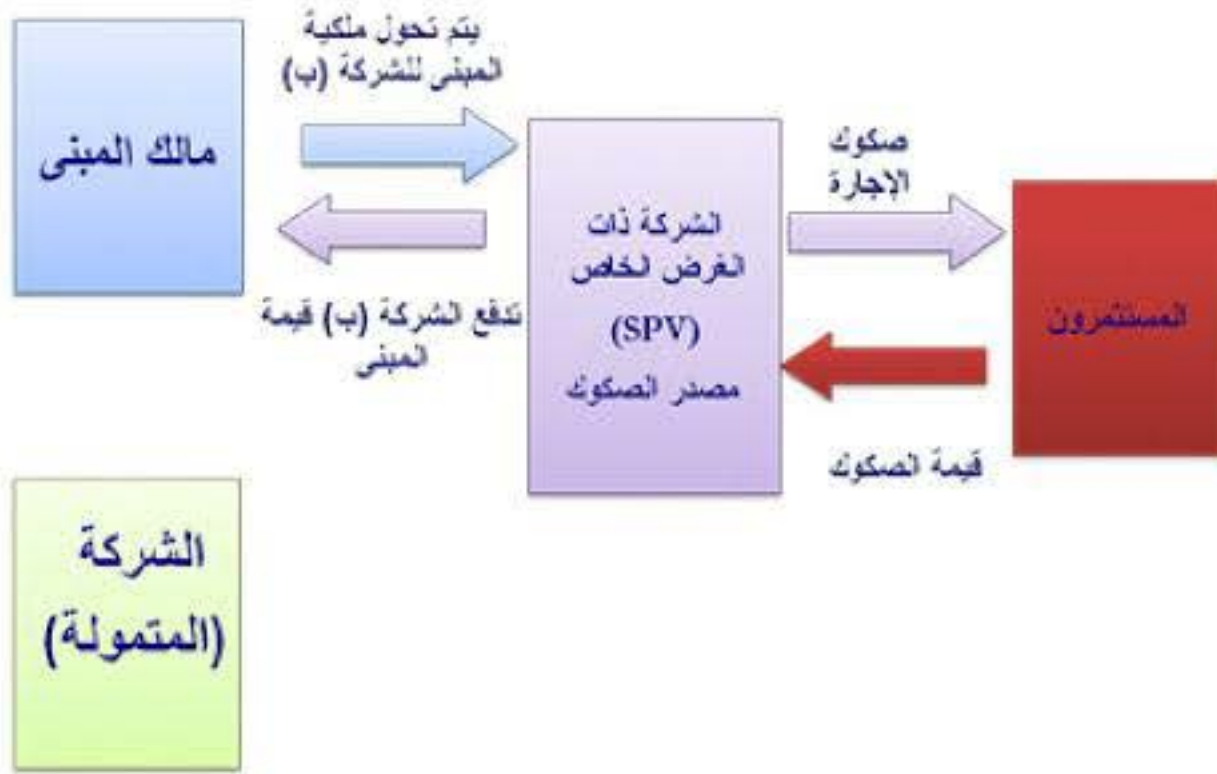 يتم تحول ملكية
المبنى للشركة (ب)
مالك المبنى
تدفع الشركة (ب) قيمة
المبنى
الشركة ذات
الغرض الخاص
(SPV)
مصدر الصكوك
صكوك
الإجارة
المستثمرون
قيمة الصكوك
الشركة
(المتمولة)